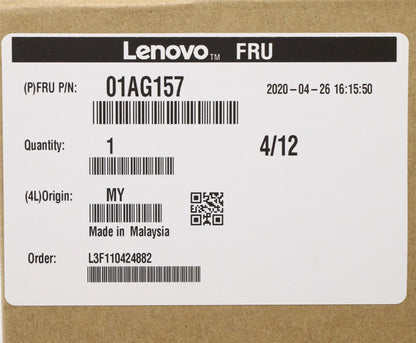 Lenovo™ FRU
(P)FRU P/N: 01AG157 2020-04-26 16:15:50
Quantity: 1 4/12
(4L)Origin: MY
Made in Malaysia
Order: L3F110424882